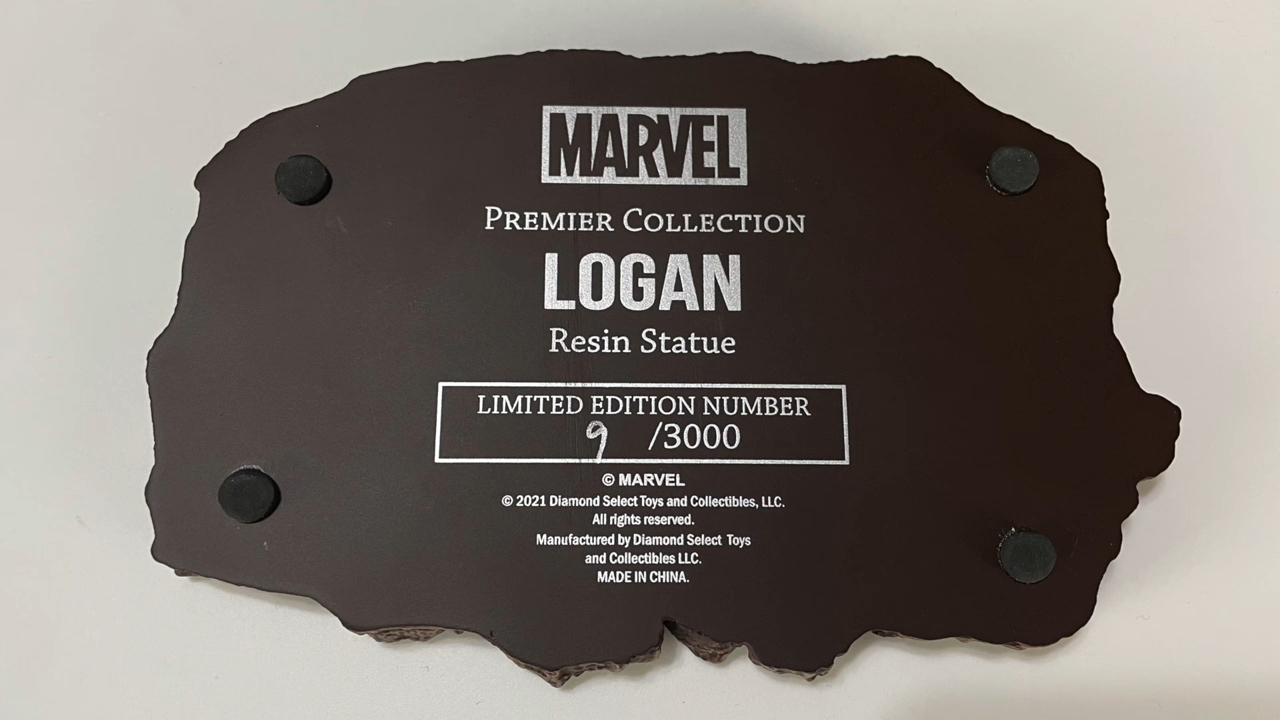 MARVEL
PREMIER COLLECTION
LOGAN
Resin Statue
LIMITED EDITION NUMBER
9 /3000
© MARVEL
© 2021 Diamond Select Toys and Collectibles, LLC.
All rights reserved.
Manufactured by Diamond Select Toys
and Collectibles LLC.
MADE IN CHINA.